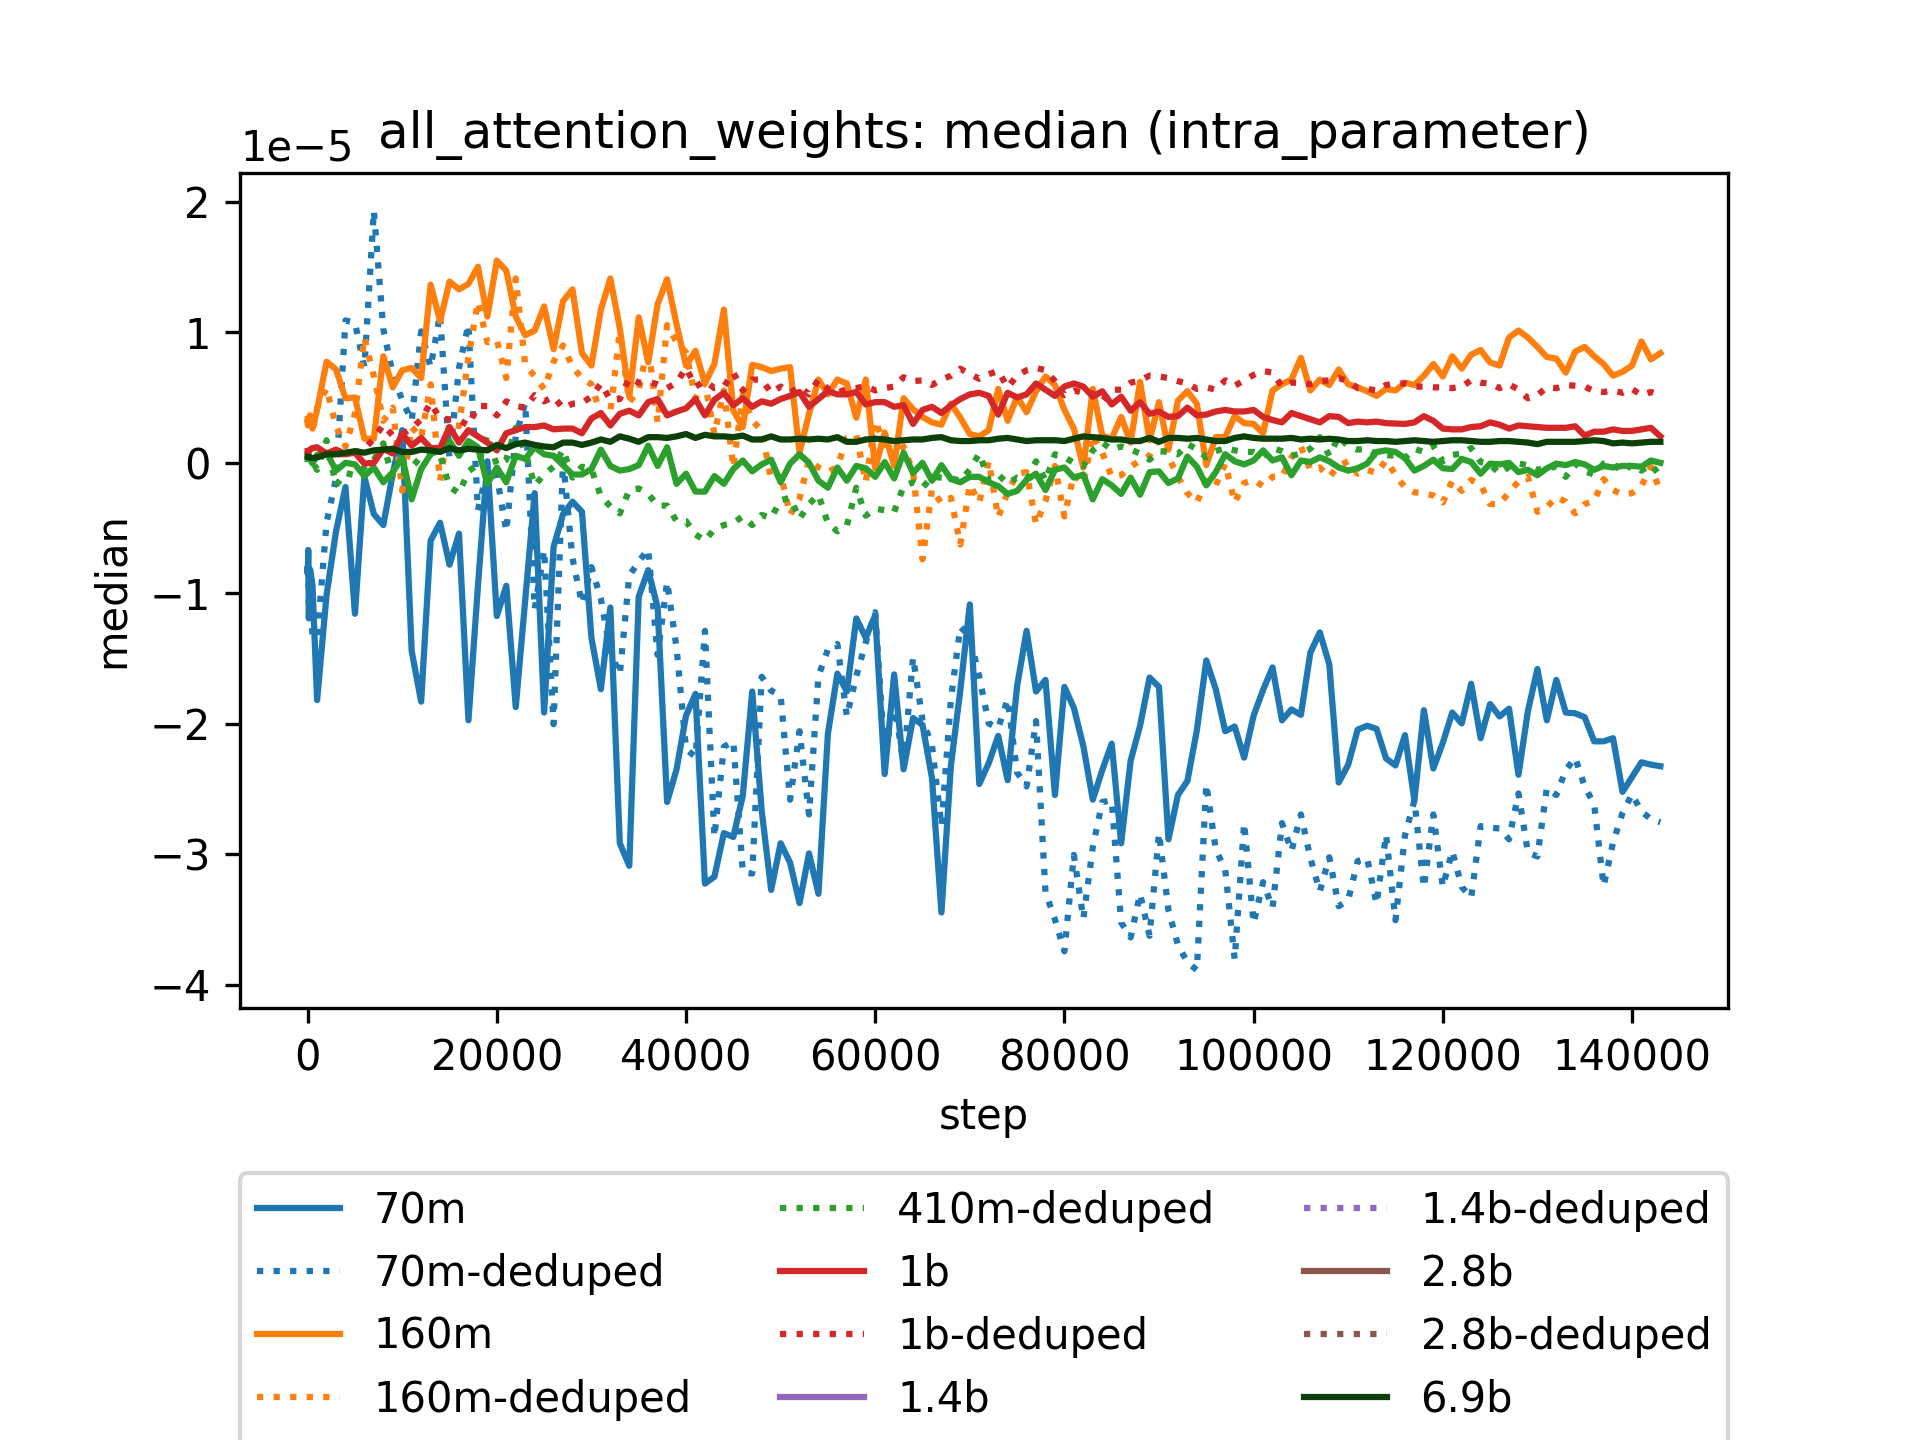 all_attention_weights: median (intra_parameter)
1e−5
2
1
0
−1
−2
−3
−4
median
0 20000 40000 60000 80000 100000 120000 140000
step
70m 410m-deduped 1.4b-deduped
70m-deduped 1b 2.8b
160m 1b-deduped 2.8b-deduped
160m-deduped 1.4b 6.9b